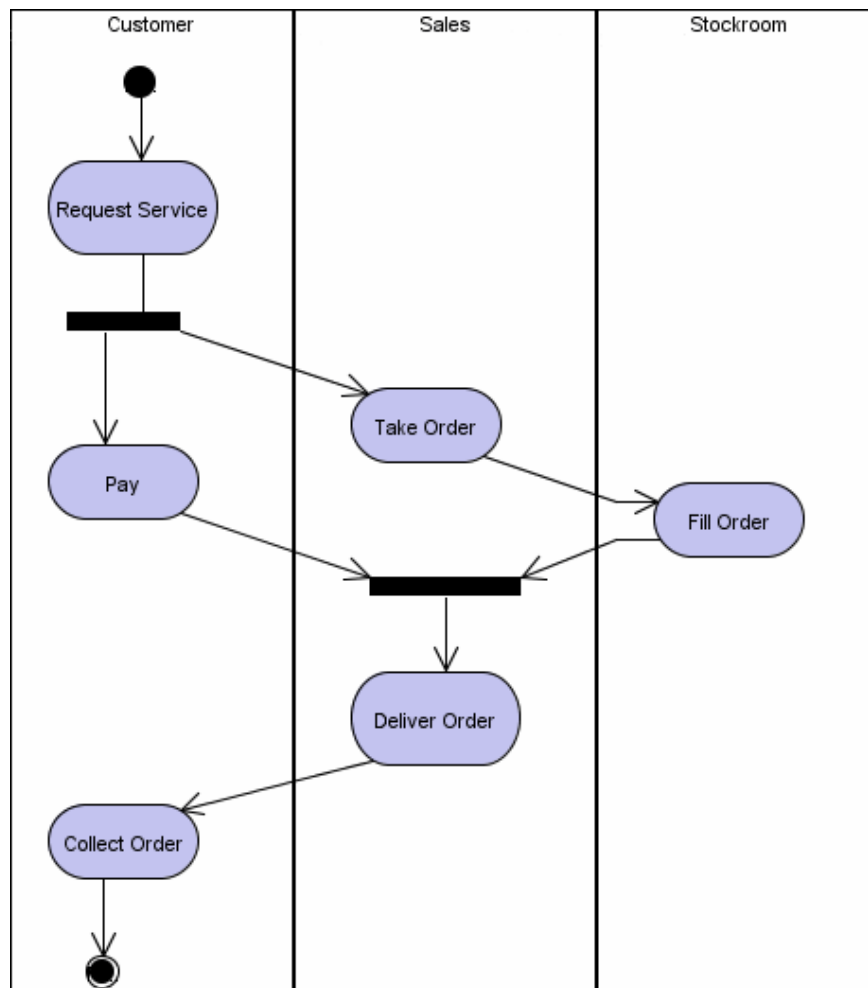 Customer
Sales
Stockroom
Request Service
Take Order
Pay
Fill Order
Deliver Order
Collect Order